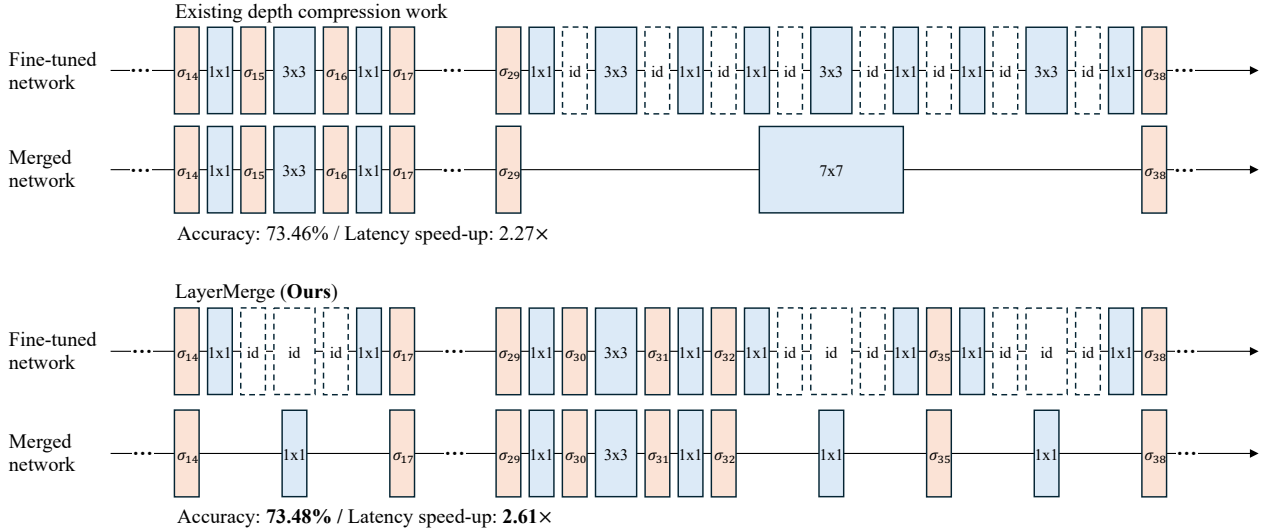 Existing depth compression work
Fine-tuned
network
... σ14 1x1 σ15 3x3 σ16 1x1 σ17 ... σ29 1x1 id 3x3 id 1x1 id 1x1 id 3x3 id 1x1 id 1x1 id 3x3 id 1x1 σ38 ...
Merged
network
... σ14 1x1 σ15 3x3 σ16 1x1 σ17 ... σ29 7x7 σ38 ...
Accuracy: 73.46% / Latency speed-up: 2.27×
LayerMerge (Ours)
Fine-tuned
network
... σ14 1x1 id id id 1x1 σ17 ... σ29 1x1 σ30 3x3 σ31 1x1 σ32 1x1 id id id 1x1 σ35 1x1 id id id 1x1 σ38 ...
Merged
network
... σ14 1x1 σ17 ... σ29 1x1 σ30 3x3 σ31 1x1 σ32 1x1 σ35 1x1 σ38 ...
Accuracy: 73.48% / Latency speed-up: 2.61×